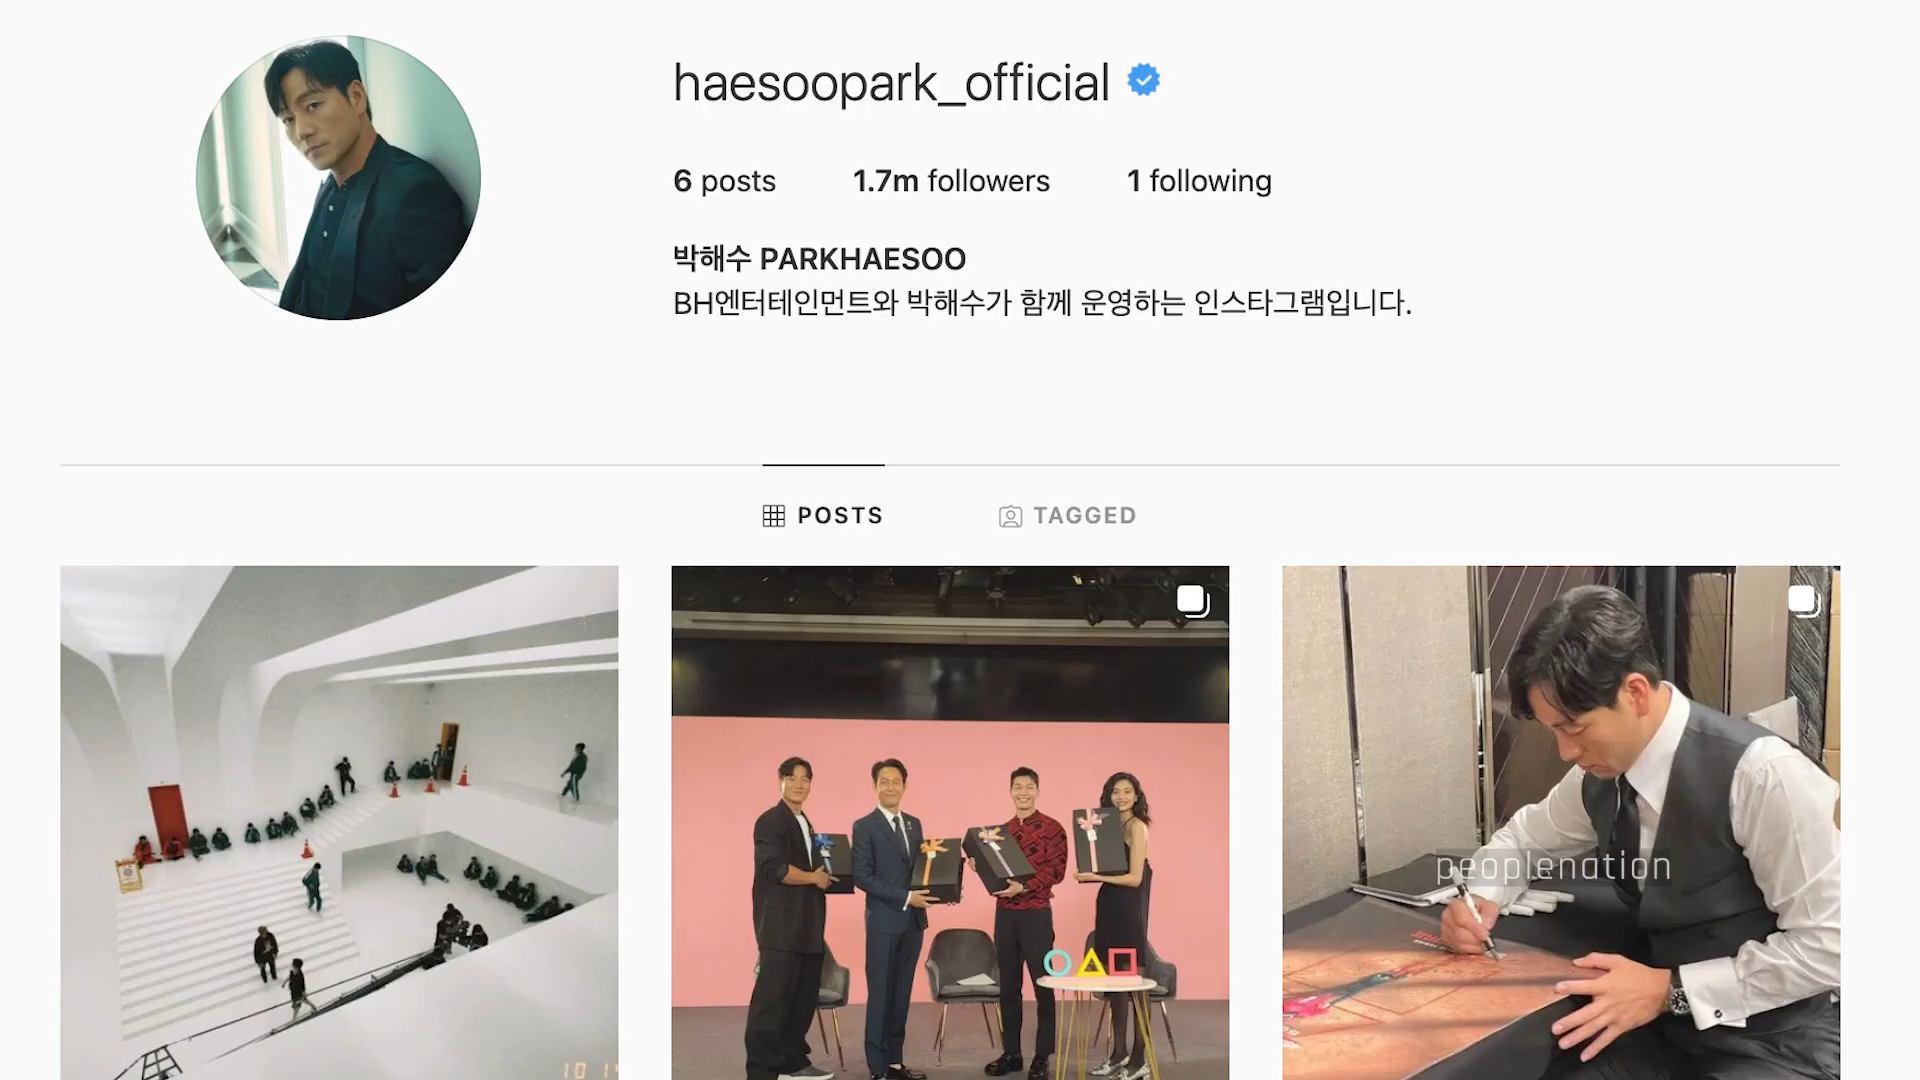 haesoopark_official
6 posts 1.7m followers 1 following
박해수 PARKHAESOO
BH엔터테인먼트와 박해수가 함께 운영하는 인스타그램입니다.
POSTS TAGGED
peoplenation
10 14